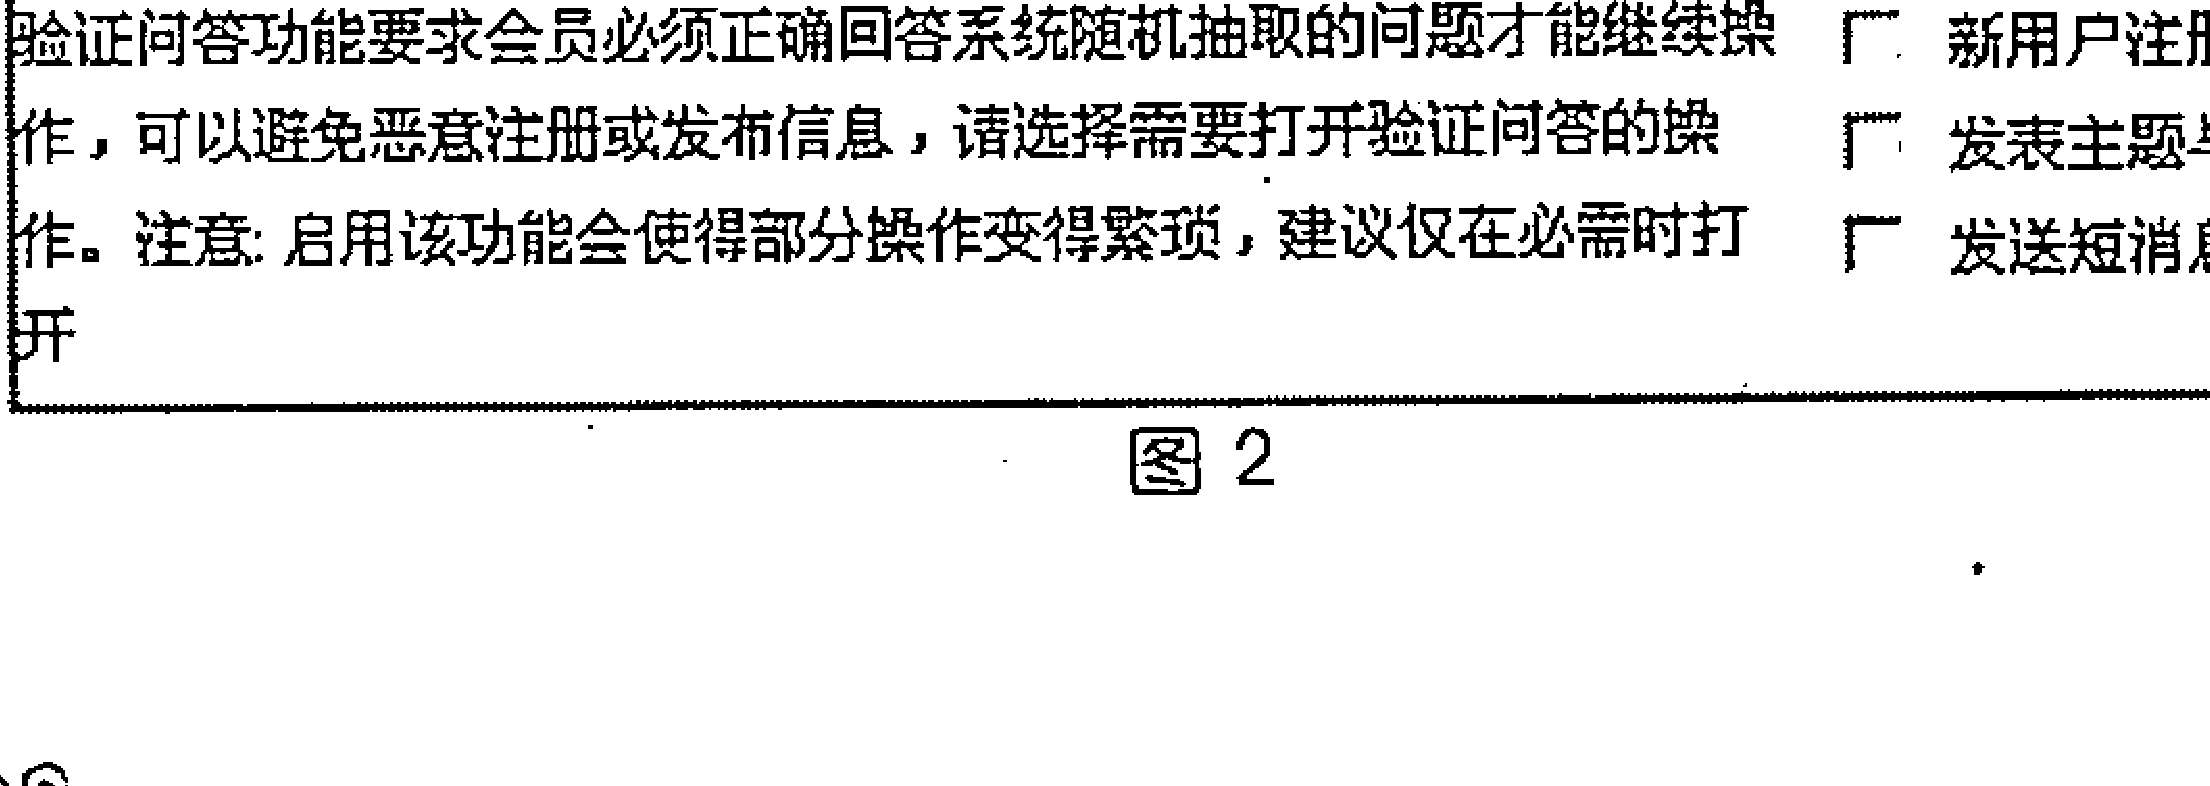 验证问答功能要求会员必须正确回答系统随机抽取的问题才能继续操
作，可以避免恶意注册或发布信息，请选择需要打开验证问答的操
作。注意: 启用该功能会使得部分操作变得繁琐，建议仅在必需时打
开
新用户注册
发表主题与
发送短消息
图 2